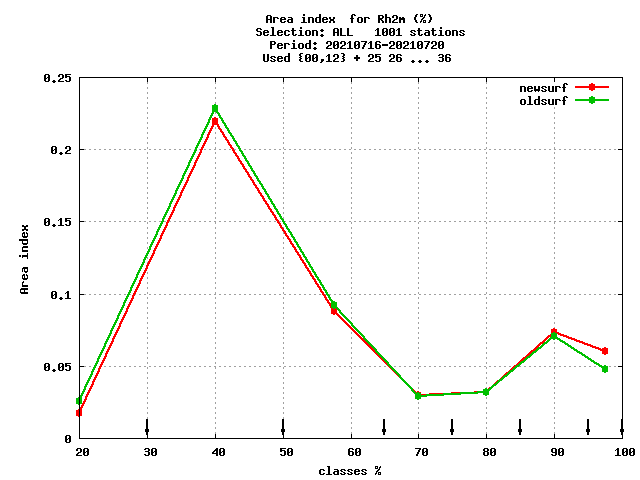 Area index  for Rh2m (%)
Selection: ALL   1001 stations
Period: 20210716-20210720
Used {00,12} + 25 26 ... 36
newsurf
oldsurf
0.25
0.2
0.15
0.1
0.05
0
Area index
20 30 40 50 60 70 80 90 100
classes %